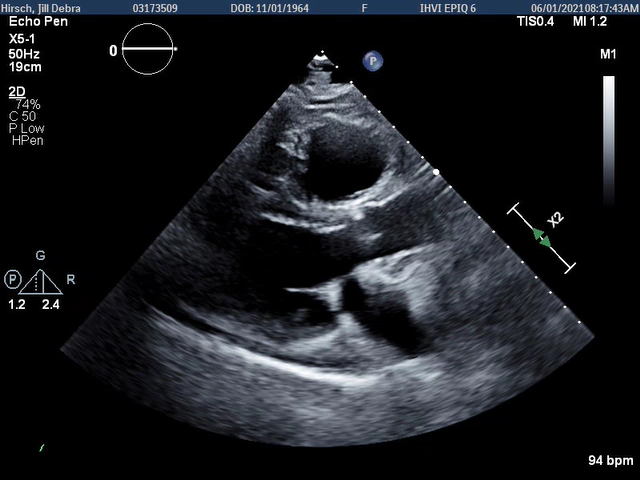 Hirsch, Jill Debra 03173509 DOB: 11/01/1964 F IHVI EPIQ 6 06/01/2021 08:17:43AM
Echo Pen TIS0.4 MI 1.2
X5-1
50Hz
19cm
0
P
M1
2D
74%
C 50
P Low
HPen
X2
G
P R
1.2 2.4
94 bpm